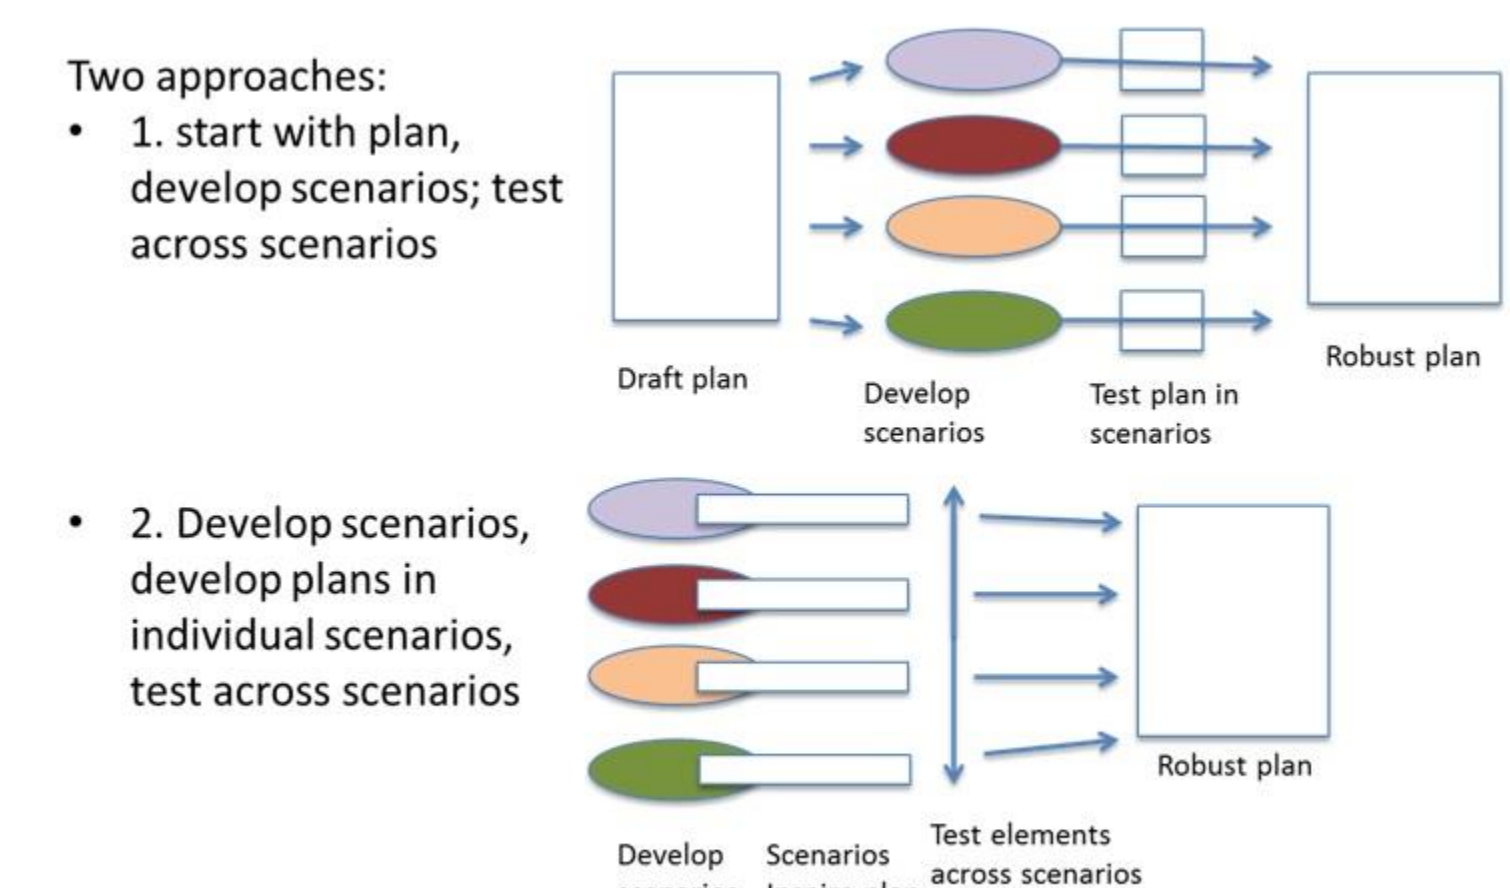 Two approaches:
• 1. start with plan,
develop scenarios; test
across scenarios
Draft plan
Develop
scenarios
Test plan in
scenarios
Robust plan
• 2. Develop scenarios,
develop plans in
individual scenarios,
test across scenarios
Develop
Scenarios
Test elements
across scenarios
Robust plan